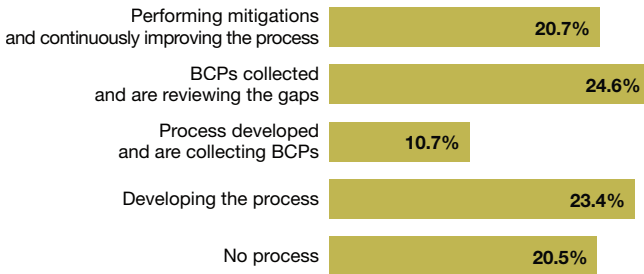 Performing mitigations
and continuously improving the process
20.7%
BCPs collected
and are reviewing the gaps
24.6%
Process developed
and are collecting BCPs
10.7%
Developing the process
23.4%
No process
20.5%